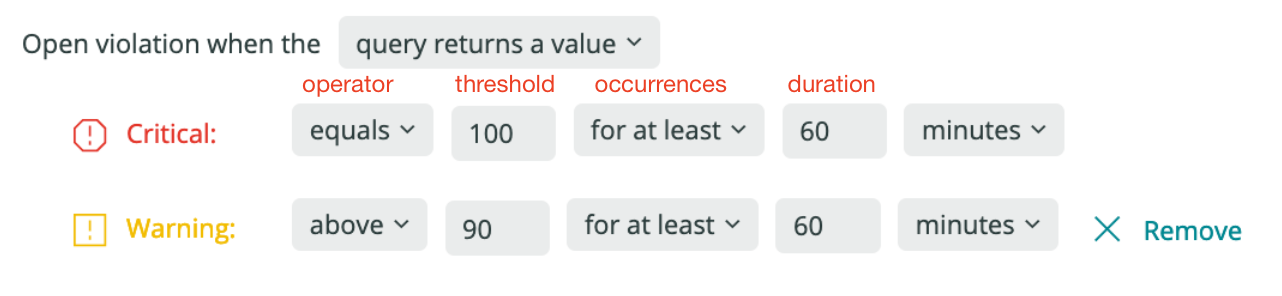 Open violation when the query returns a value
operator threshold occurrences duration
Critical: equals 100 for at least 60 minutes
Warning: above 90 for at least 60 minutes Remove